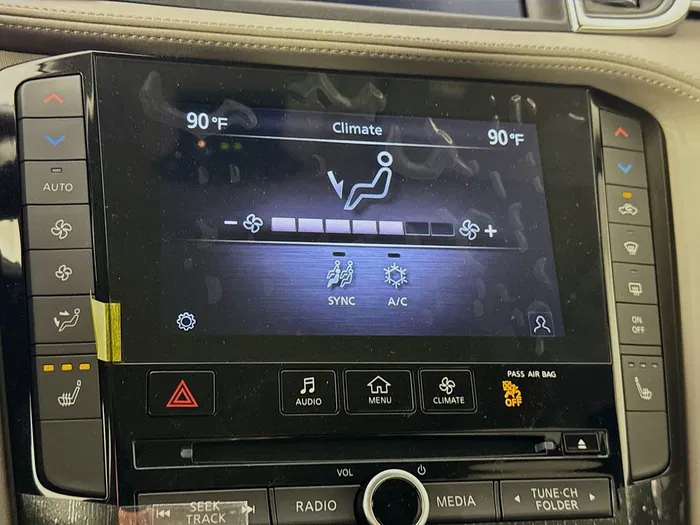 90°F
Climate
90°F
AUTO
- +
SYNC
A/C
ON
OFF
PASS AIR BAG
OFF
AUDIO
MENU
CLIMATE
VOL
SEEK
TRACK
RADIO
MEDIA
TUNE·CH
FOLDER